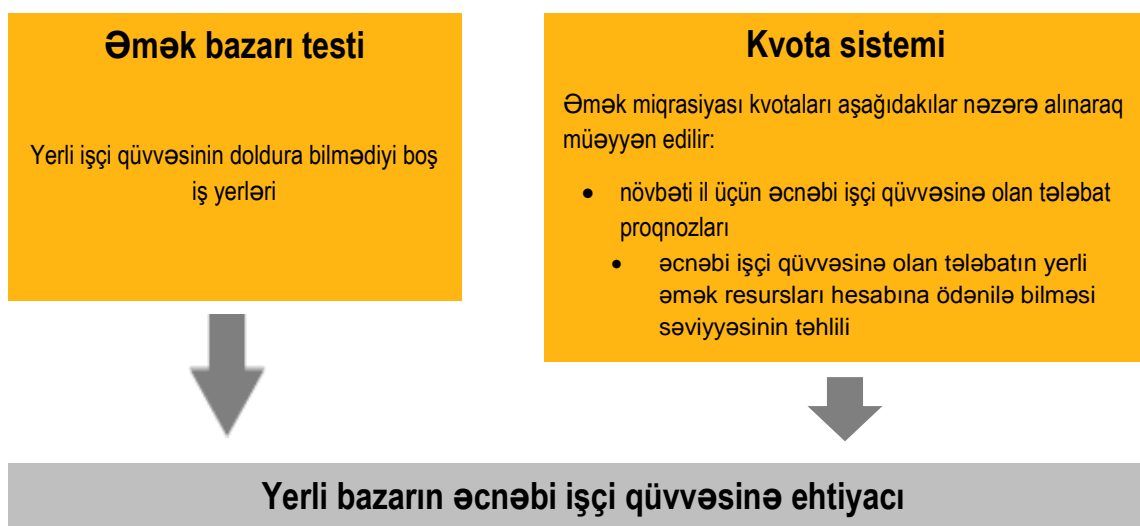 Əmək bazarı testi
Yerli işçi qüvvəsinin doldura bilmədiyi boş
iş yerləri
Kvota sistemi
Əmək miqrasiyası kvotaları aşağıdakılar nəzərə alınaraq
müəyyən edilir:
• növbəti il üçün əcnəbi işçi qüvvəsinə olan tələbat
proqnozları
• əcnəbi işçi qüvvəsinə olan tələbatın yerli
əmək resursları hesabına ödənilə bilməsi
səviyyəsinin təhlili
Yerli bazarın əcnəbi işçi qüvvəsinə ehtiyacı